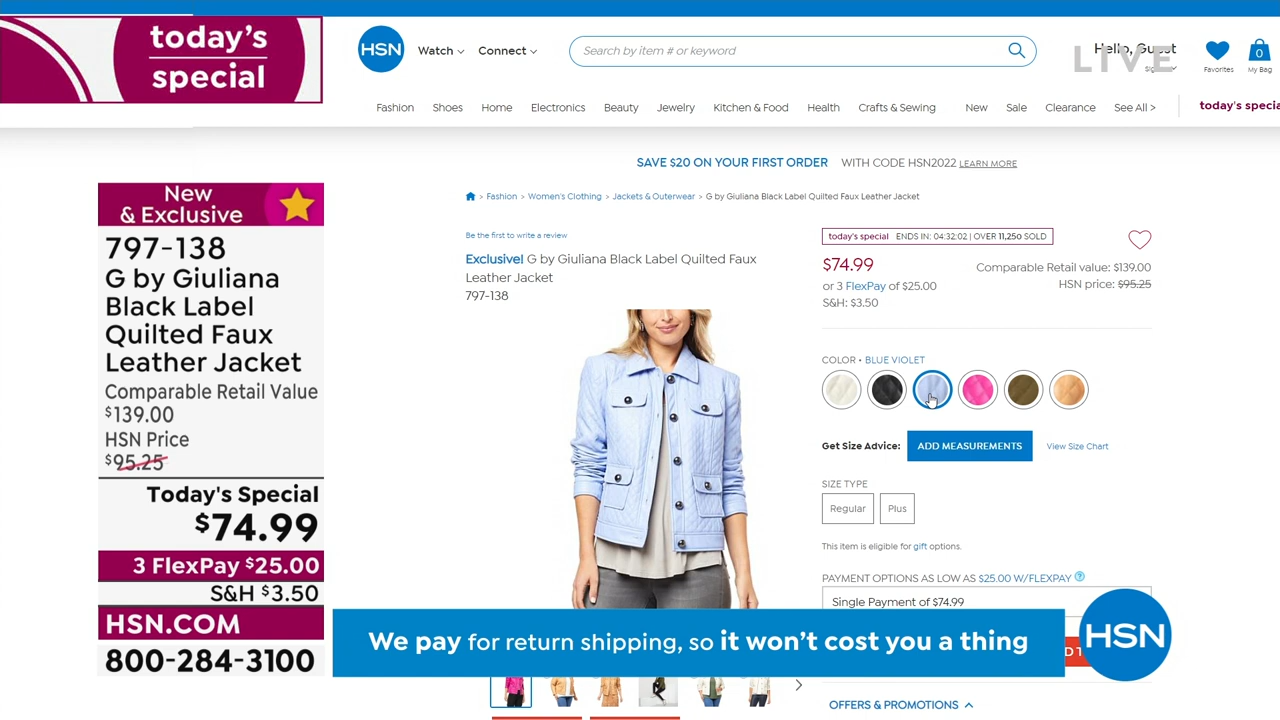 today's
special
HSN
Watch
Connect
Search by item # or keyword
Hello, Guest
LIVE
Favorites
0
My Bag
Fashion
Shoes
Home
Electronics
Beauty
Jewelry
Kitchen & Food
Health
Crafts & Sewing
New
Sale
Clearance
See All >
today's specia
SAVE $20 ON YOUR FIRST ORDER WITH CODE HSN2022 LEARN MORE
> Fashion > Women's Clothing > Jackets & Outerwear > G by Giuliana Black Label Quilted Faux Leather Jacket
New
& Exclusive
797-138
G by Giuliana
Black Label
Quilted Faux
Leather Jacket
Comparable Retail Value
$139.00
HSN Price
$95.25
Today's Special
$74.99
3 FlexPay $25.00
S&H $3.50
HSN.COM
800-284-3100
Be the first to write a review
Exclusive! G by Giuliana Black Label Quilted Faux
Leather Jacket
797-138
today's special ENDS IN: 04:32:02 | OVER 11,250 SOLD
$74.99
or 3 FlexPay of $25.00
S&H: $3.50
Comparable Retail value: $139.00
HSN price: $95.25
COLOR • BLUE VIOLET
Get Size Advice:
ADD MEASUREMENTS
View Size Chart
SIZE TYPE
Regular
Plus
This item is eligible for gift options.
PAYMENT OPTIONS AS LOW AS $25.00 W/FLEXPAY ?
Single Payment of $74.99
We pay for return shipping, so it won't cost you a thing
HSN
OFFERS & PROMOTIONS